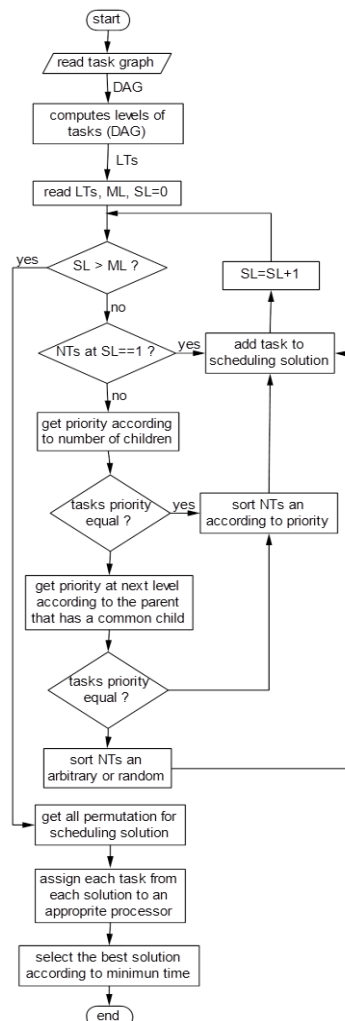 start
read task graph
DAG
computes levels of
tasks (DAG)
LTs
read LTs, ML, SL=0
yes
SL > ML ?
SL=SL+1
no
NTs at SL==1 ?
yes
add task to
scheduling solution
no
get priority according
to number of children
tasks priority
equal ?
yes
sort NTs an
according to priority
get priority at next level
according to the parent
that has a common child
tasks priority
equal ?
sort NTs an
arbitrary or random
get all permutation for
scheduling solution
assign each task from
each solution to an
approprite processor
select the best solution
according to minimun time
end